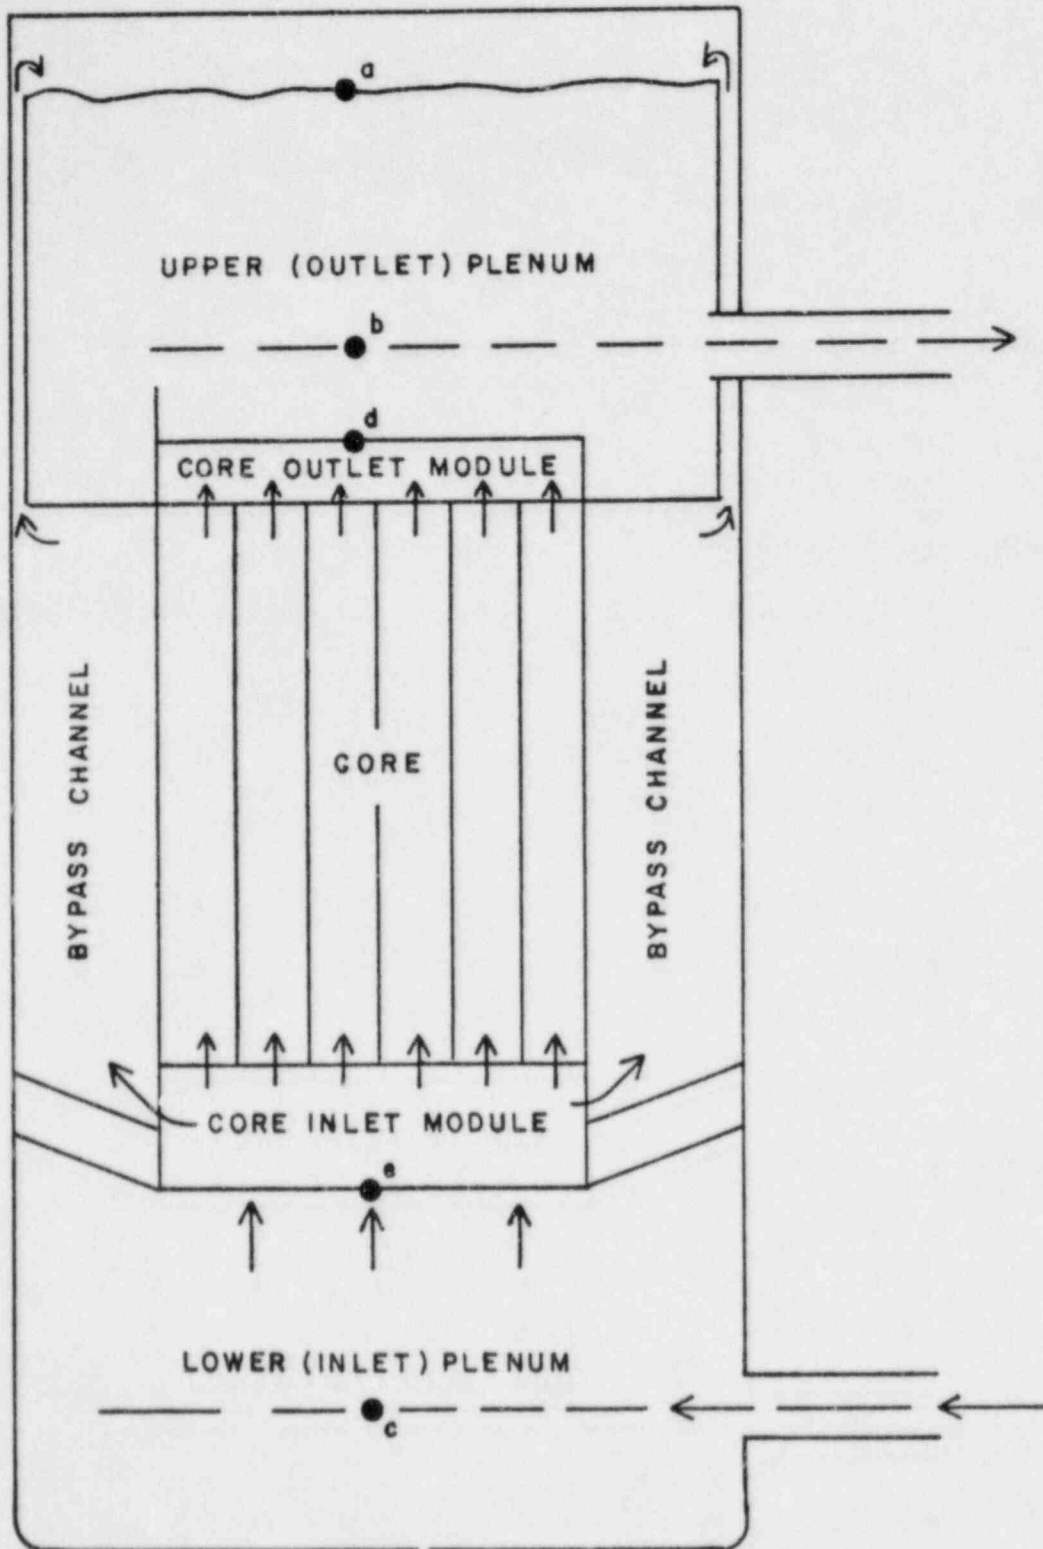 a
UPPER (OUTLET) PLENUM
b
d
CORE OUTLET MODULE
BYPASS CHANNEL
CORE
BYPASS CHANNEL
CORE INLET MODULE
e
LOWER (INLET) PLENUM
c